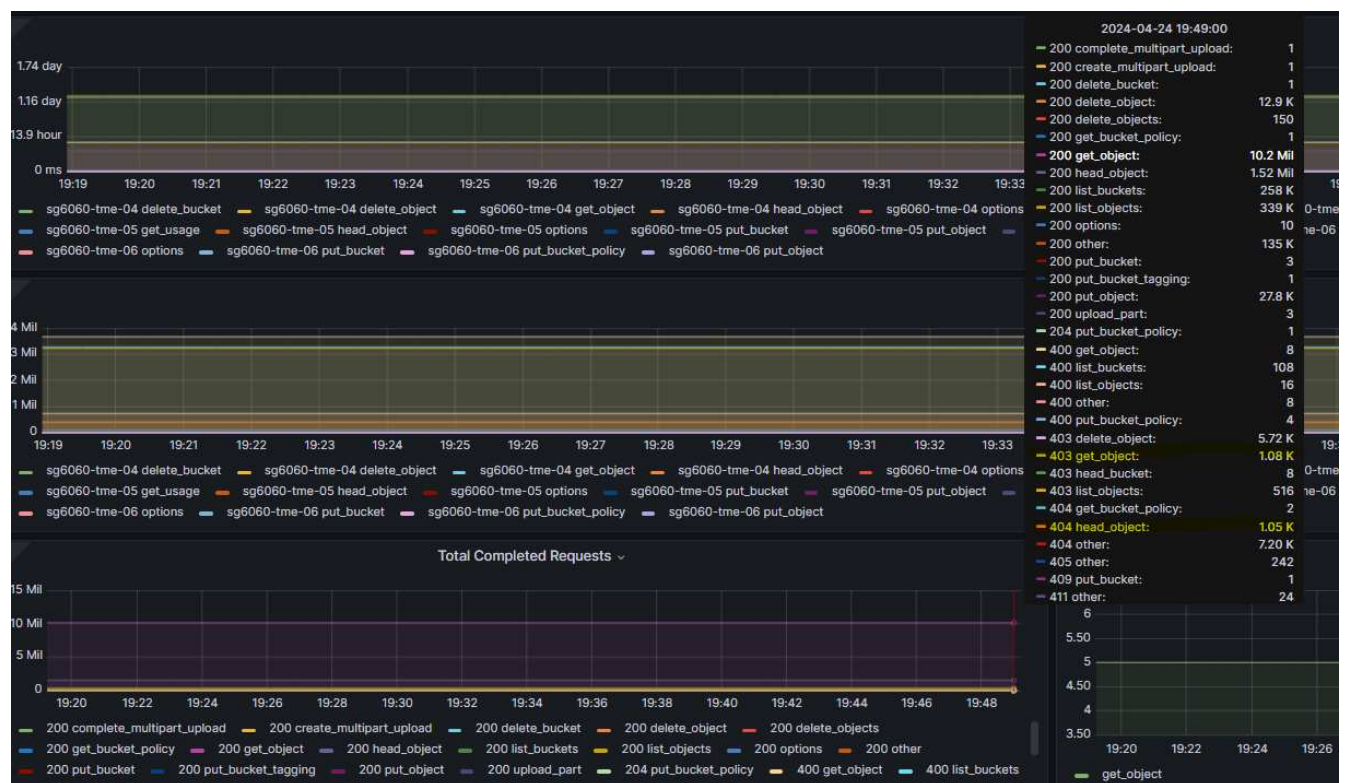 1.74 day
1.16 day
13.9 hour
0 ms
19:19 19:20 19:21 19:22 19:23 19:24 19:25 19:26 19:27 19:28 19:29 19:30 19:31 19:32 19:33
sg6060-tme-04 delete_bucket sg6060-tme-04 delete_object sg6060-tme-04 get_object sg6060-tme-04 head_object sg6060-tme-04 options
sg6060-tme-05 get_usage sg6060-tme-05 head_object sg6060-tme-05 options sg6060-tme-05 put_bucket sg6060-tme-05 put_object
sg6060-tme-06 options sg6060-tme-06 put_bucket sg6060-tme-06 put_bucket_policy sg6060-tme-06 put_object
4 Mil
3 Mil
2 Mil
1 Mil
0
19:19 19:20 19:21 19:22 19:23 19:24 19:25 19:26 19:27 19:28 19:29 19:30 19:31 19:32 19:33
sg6060-tme-04 delete_bucket sg6060-tme-04 delete_object sg6060-tme-04 get_object sg6060-tme-04 head_object sg6060-tme-04 options
sg6060-tme-05 get_usage sg6060-tme-05 head_object sg6060-tme-05 options sg6060-tme-05 put_bucket sg6060-tme-05 put_object
sg6060-tme-06 options sg6060-tme-06 put_bucket sg6060-tme-06 put_bucket_policy sg6060-tme-06 put_object
2024-04-24 19:49:00
200 complete_multipart_upload: 1
200 create_multipart_upload: 1
200 delete_bucket: 1
200 delete_object: 12.9 K
200 delete_objects: 150
200 get_bucket_policy: 1
200 get_object: 10.2 Mil
200 head_object: 1.52 Mil
200 list_buckets: 258 K
200 list_objects: 339 K
200 options: 10
200 other: 135 K
200 put_bucket: 3
200 put_bucket_tagging: 1
200 put_object: 27.8 K
200 upload_part: 3
204 put_bucket_policy: 1
400 get_object: 8
400 list_buckets: 108
400 list_objects: 16
400 other: 8
400 put_bucket_policy: 4
403 delete_object: 5.72 K
403 get_object: 1.08 K
403 head_bucket: 8
403 list_objects: 516
404 get_bucket_policy: 2
404 head_object: 1.05 K
404 other: 7.20 K
405 other: 242
409 put_bucket: 1
411 other: 24
Total Completed Requests
15 Mil
10 Mil
5 Mil
0
19:20 19:22 19:24 19:26 19:28 19:30 19:32 19:34 19:36 19:38 19:40 19:42 19:44 19:46 19:48
200 complete_multipart_upload 200 create_multipart_upload 200 delete_bucket 200 delete_object 200 delete_objects
200 get_bucket_policy 200 get_object 200 head_object 200 list_buckets 200 list_objects 200 options 200 other
200 put_bucket 200 put_bucket_tagging 200 put_object 200 upload_part 204 put_bucket_policy 400 get_object 400 list_buckets
6
5.50
5
4.50
4
3.50
19:20 19:22 19:24 19:26
get_object